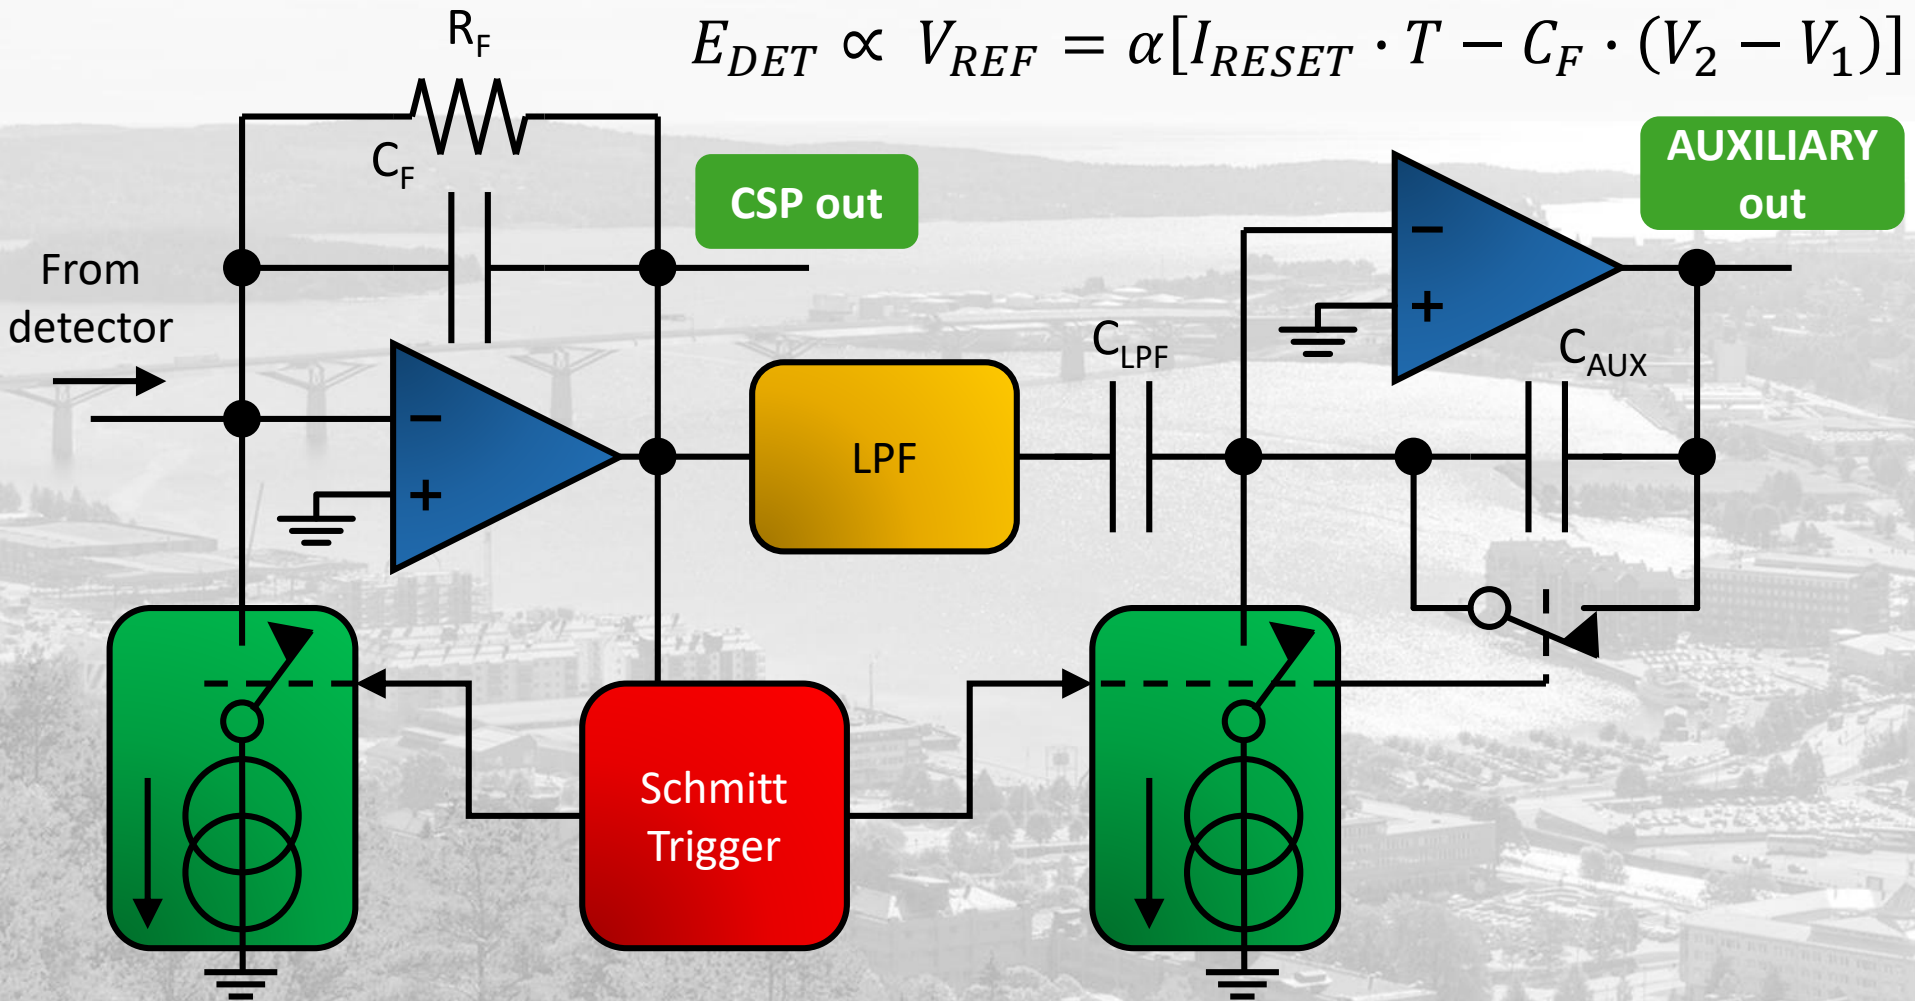 R_F
E_DET ∝ V_REF = α[I_RESET · T − C_F · (V_2 − V_1)]
C_F
CSP out
AUXILIARY
out
From
detector
−
+
−
+
C_LPF
C_AUX
LPF
Schmitt
Trigger